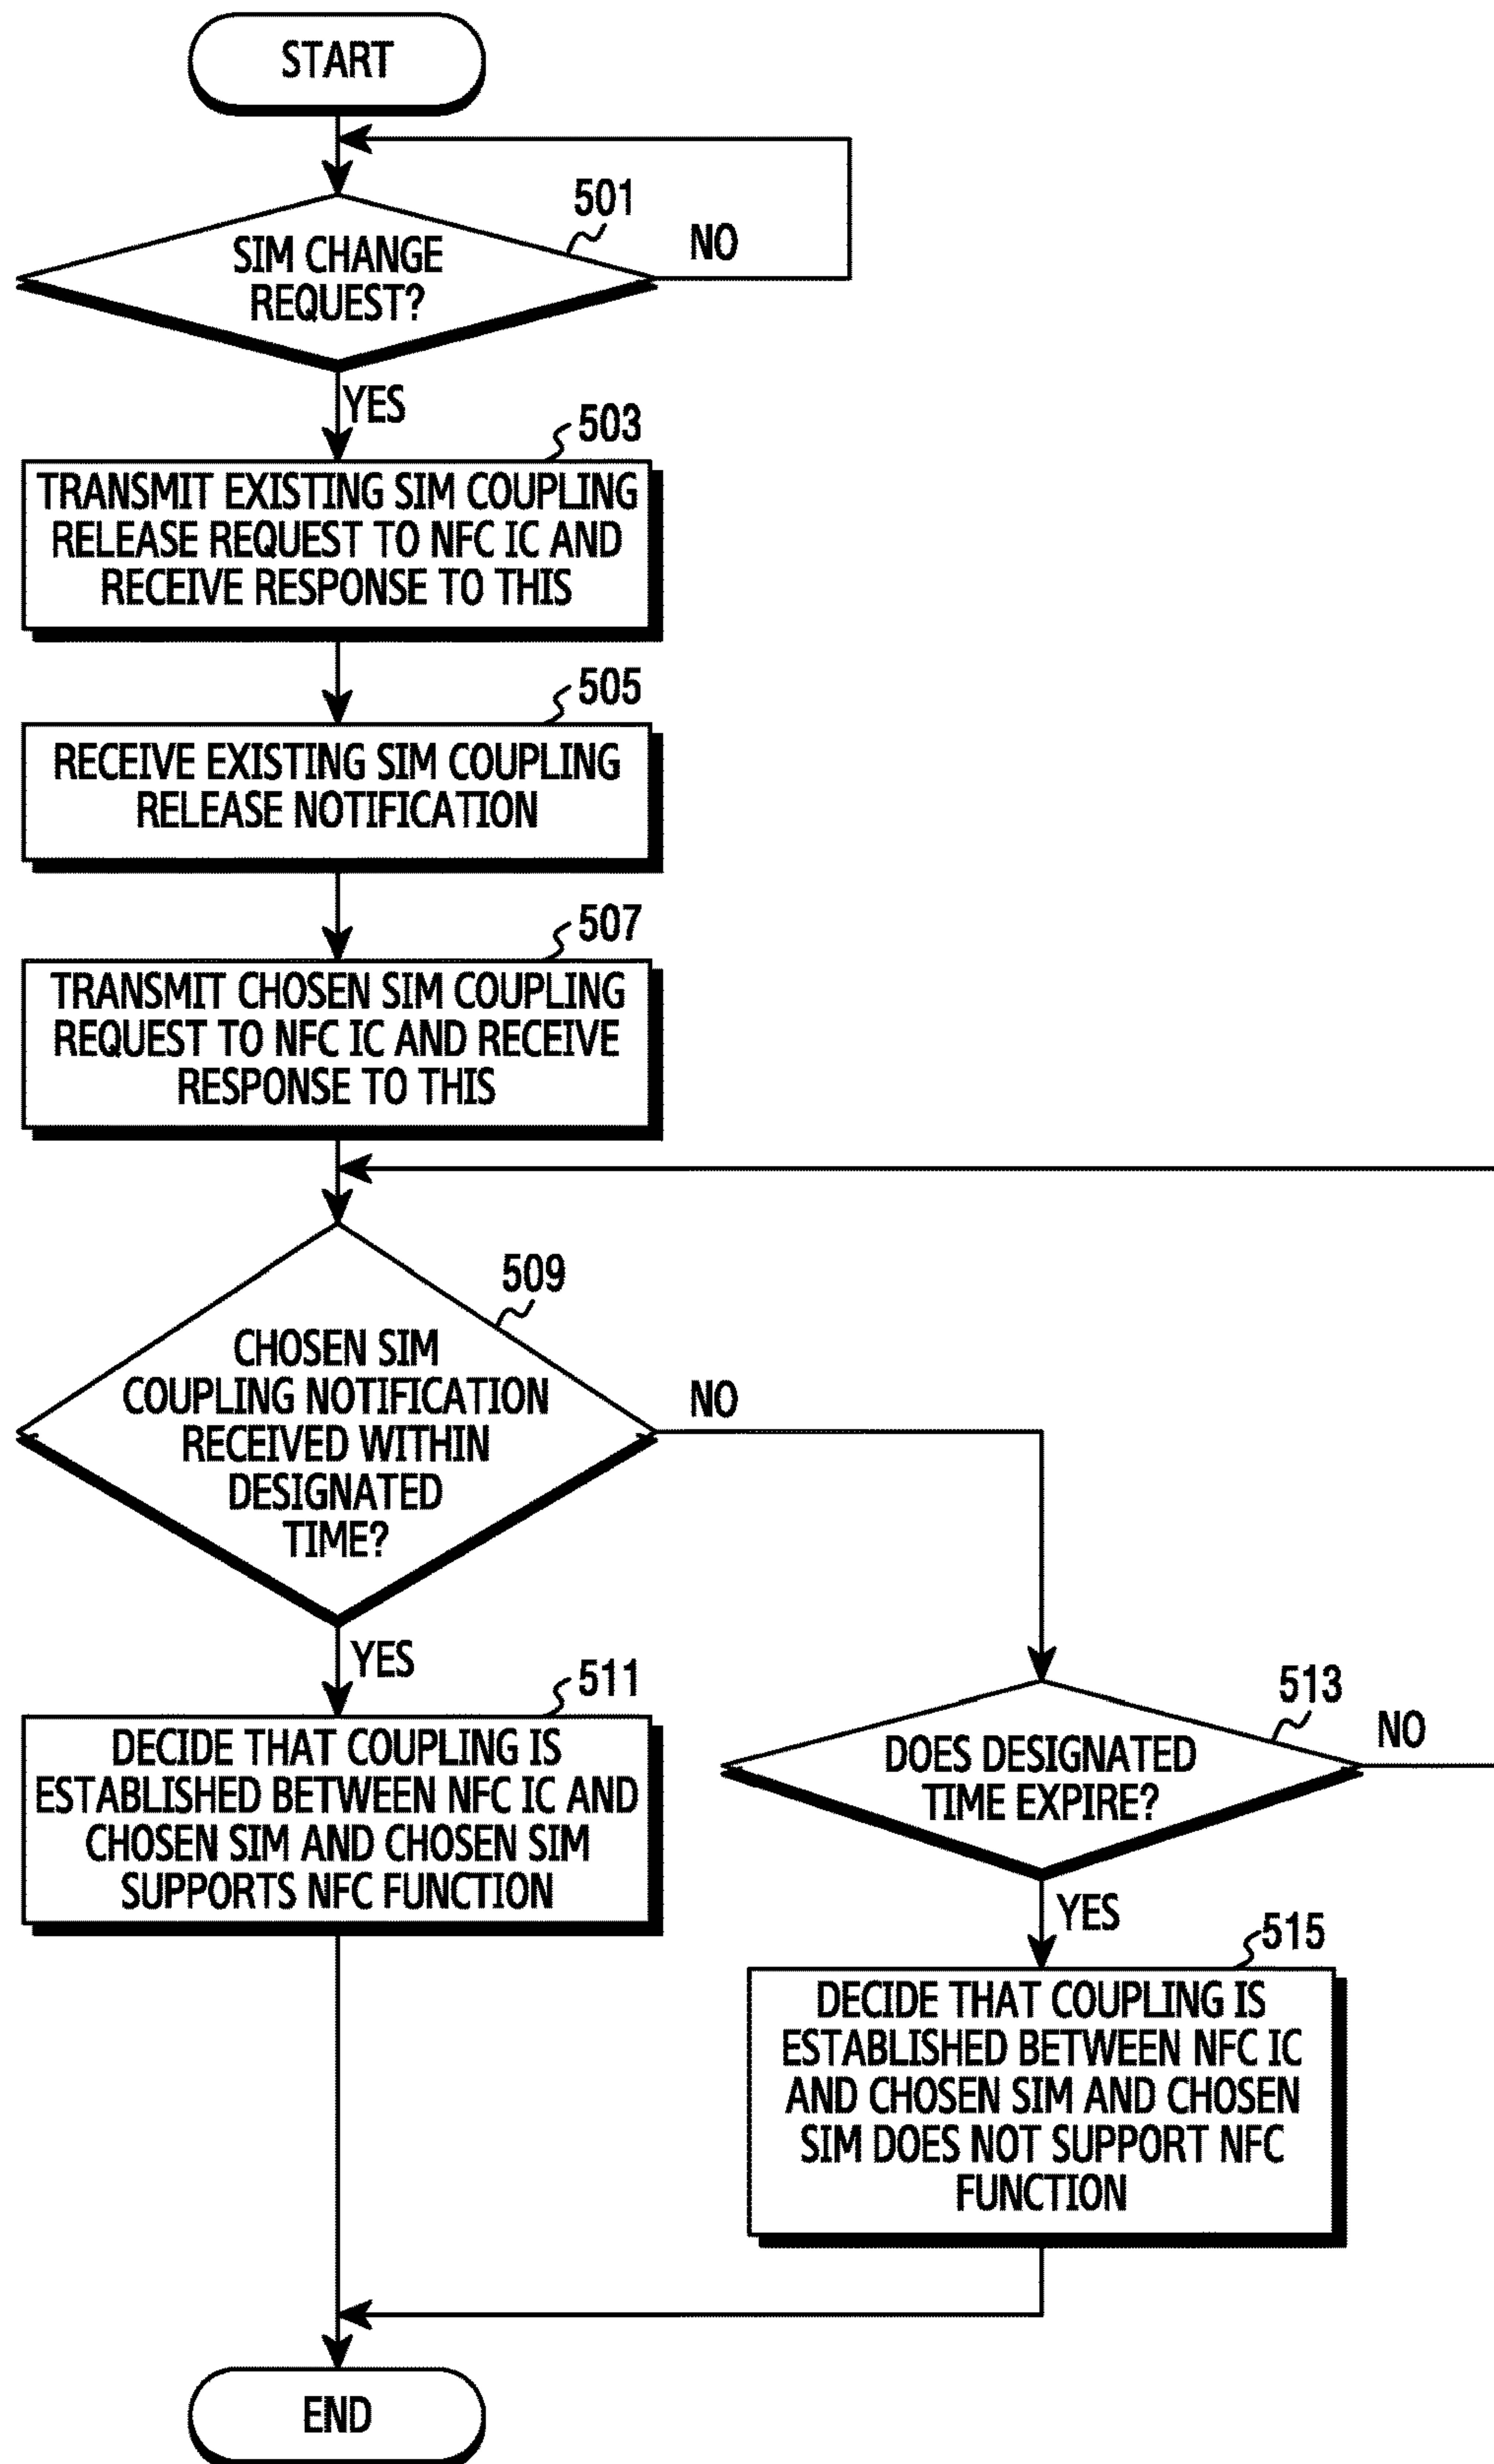 START
501
NO
SIM CHANGE
REQUEST?
YES
503
TRANSMIT EXISTING SIM COUPLING
RELEASE REQUEST TO NFC IC AND
RECEIVE RESPONSE TO THIS
505
RECEIVE EXISTING SIM COUPLING
RELEASE NOTIFICATION
507
TRANSMIT CHOSEN SIM COUPLING
REQUEST TO NFC IC AND RECEIVE
RESPONSE TO THIS
509
CHOSEN SIM
COUPLING NOTIFICATION
RECEIVED WITHIN
DESIGNATED
TIME?
NO
YES
511
DECIDE THAT COUPLING IS
ESTABLISHED BETWEEN NFC IC AND
CHOSEN SIM AND CHOSEN SIM
SUPPORTS NFC FUNCTION
513
NO
DOES DESIGNATED
TIME EXPIRE?
YES
515
DECIDE THAT COUPLING IS
ESTABLISHED BETWEEN NFC IC
AND CHOSEN SIM AND CHOSEN
SIM DOES NOT SUPPORT NFC
FUNCTION
END